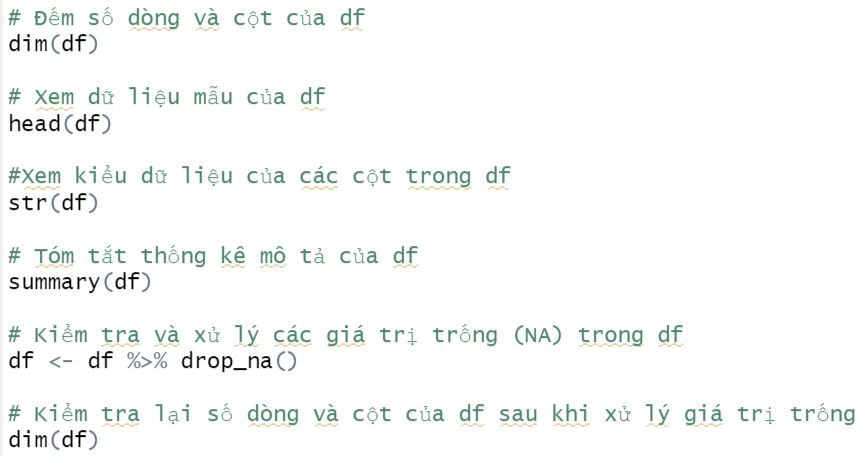 # Đếm số dòng và cột của df
dim(df)
# Xem dữ liệu mẫu của df
head(df)
#Xem kiểu dữ liệu của các cột trong df
str(df)
# Tóm tắt thống kê mô tả của df
summary(df)
# Kiểm tra và xử lý các giá trị trống (NA) trong df
df <- df %>% drop_na()
# Kiểm tra lại số dòng và cột của df sau khi xử lý giá trị trống
dim(df)